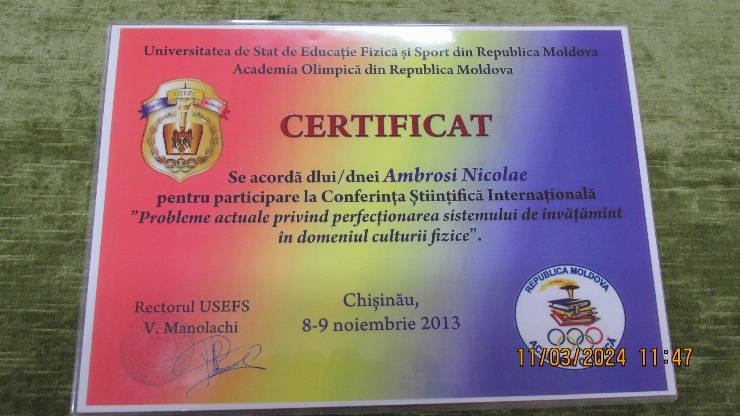 Universitatea de Stat de Educație Fizică și Sport din Republica Moldova
Academia Olimpică din Republica Moldova
USEFS
CERTIFICAT
Se acordă dlui/dnei Ambrosi Nicolae
pentru participare la Conferința Științifică Internațională
"Probleme actuale privind perfecționarea sistemului de învățămînt
în domeniul culturii fizice".
Rectorul USEFS
V. Manolachi
Chișinău,
8-9 noiembrie 2013
REPUBLICA MOLDOVA
11/03/2024 11:47